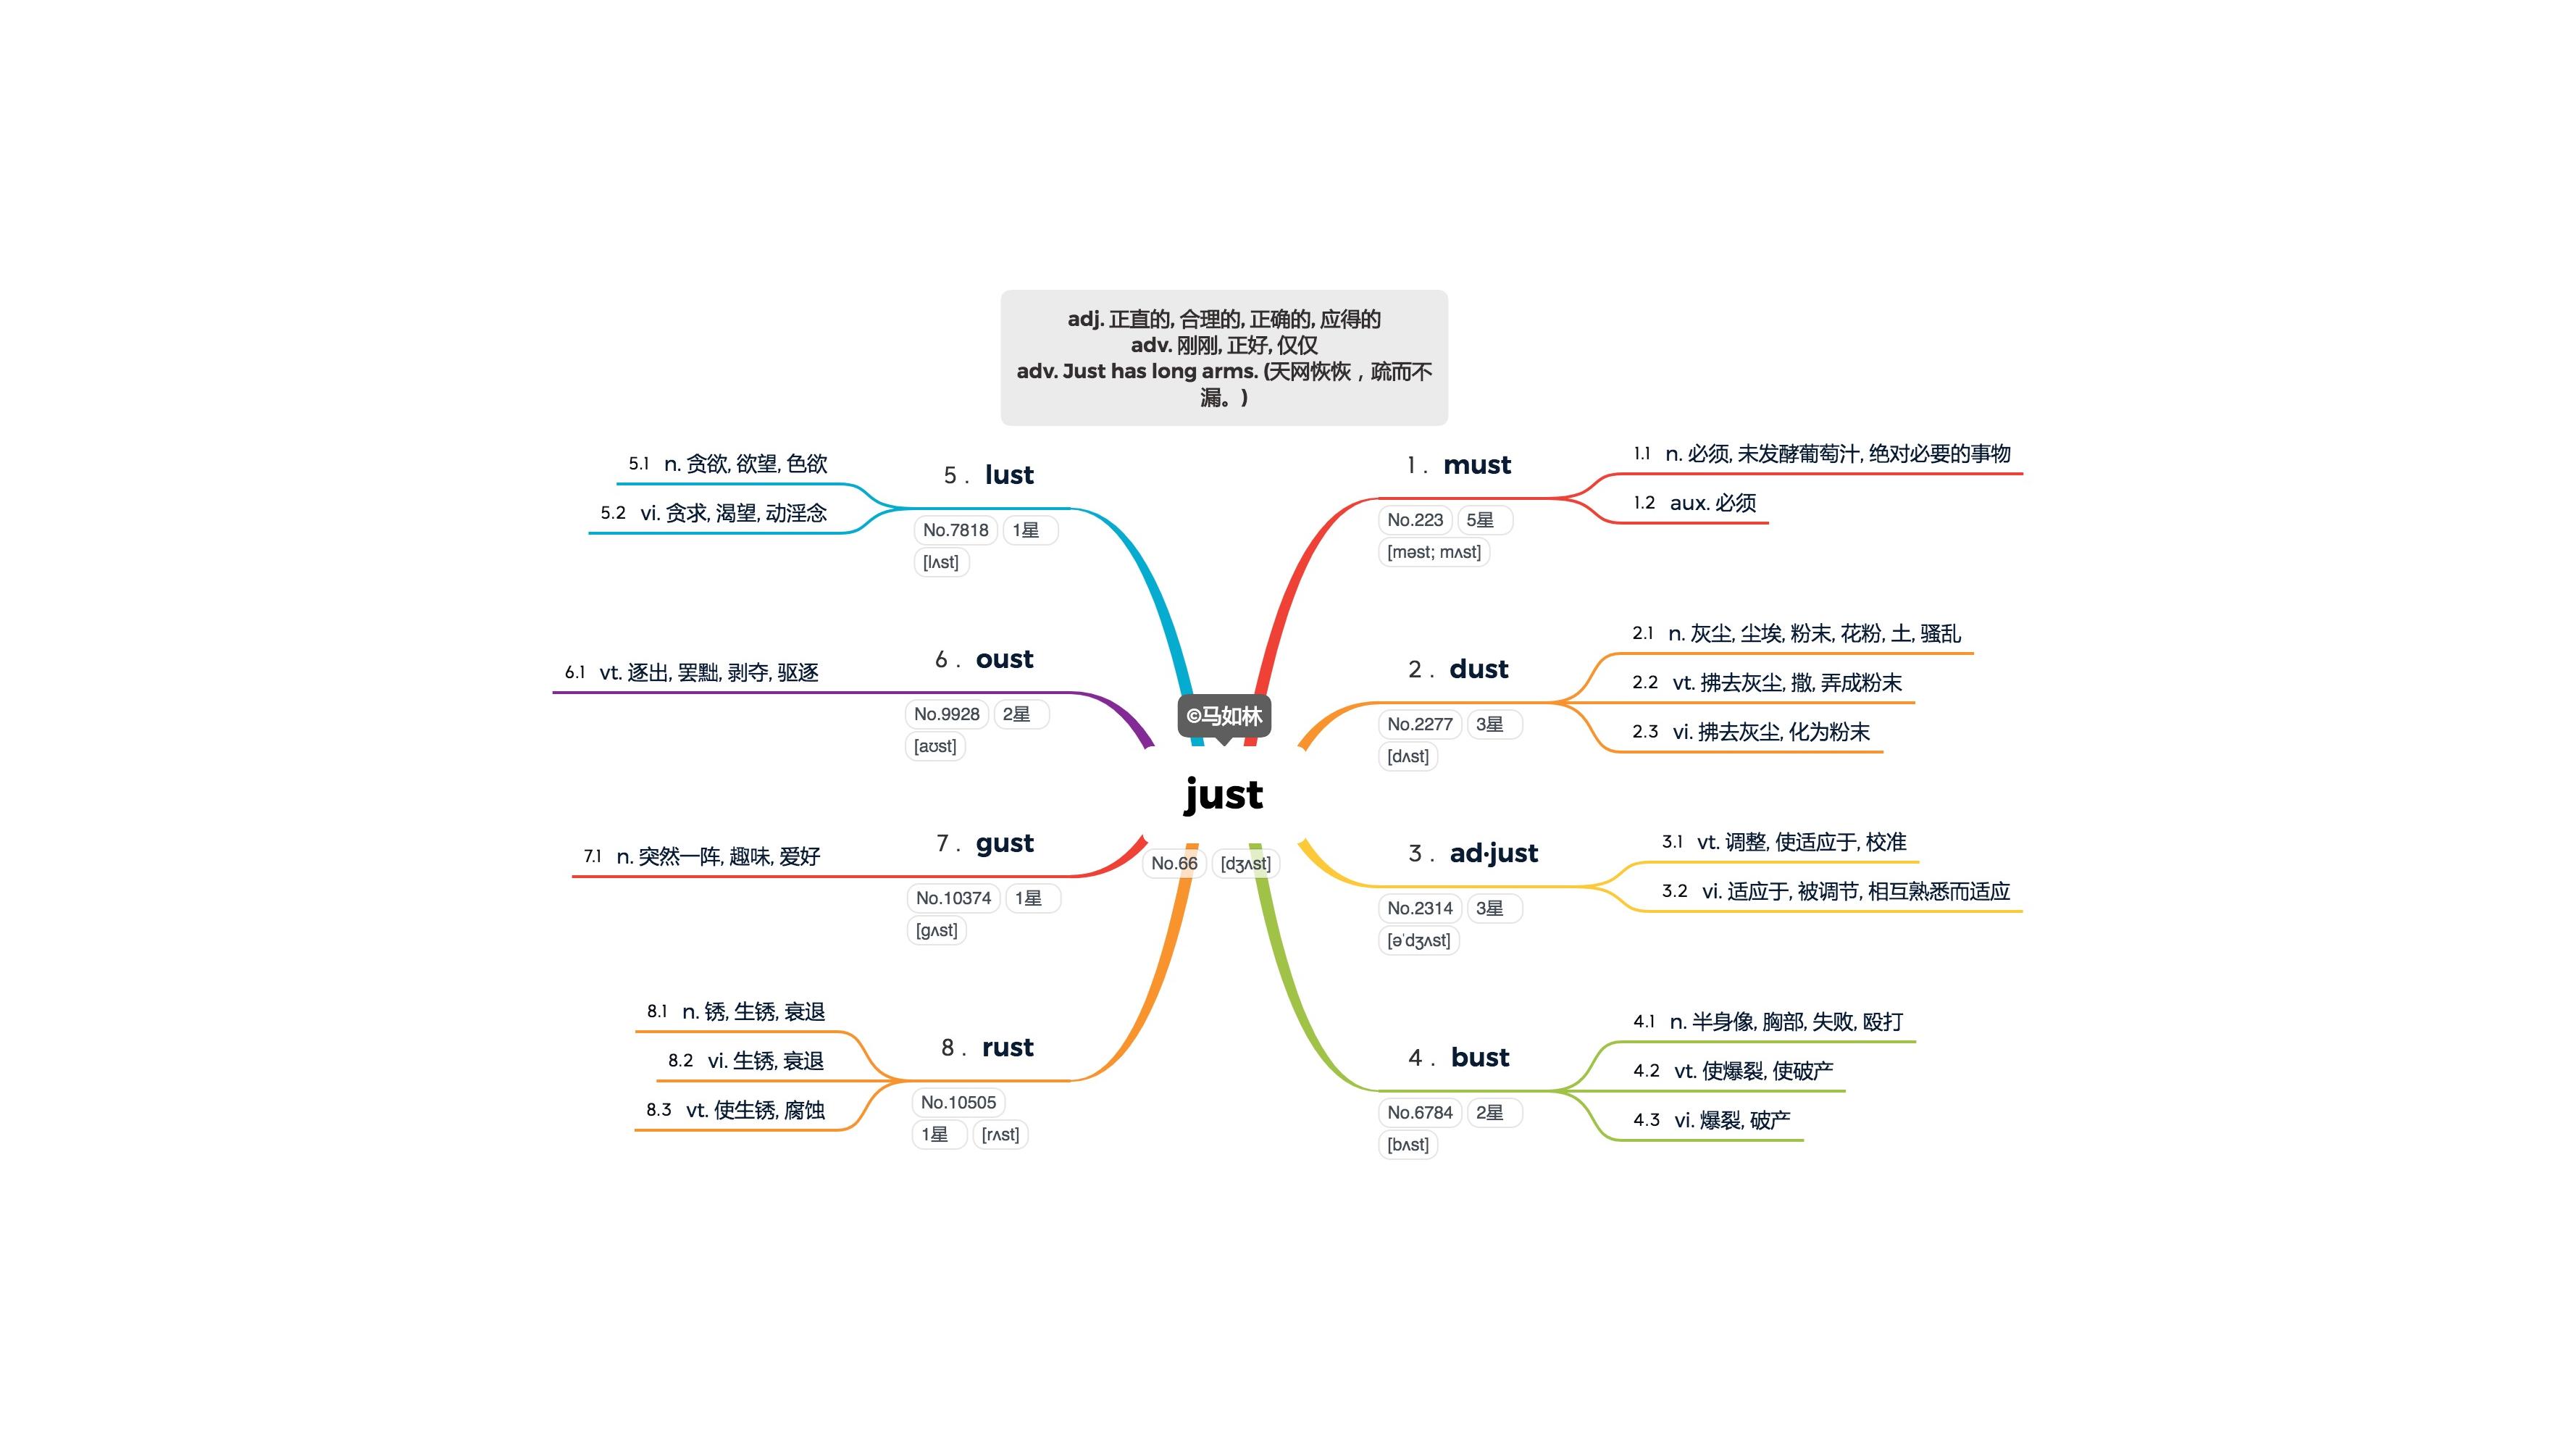 adj. 正直的, 合理的, 正确的, 应得的
adv. 刚刚, 正好, 仅仅
adv. Just has long arms. (天网恢恢，疏而不
漏。)
©马如林
just
No.66 [dʒʌst]
1 . must
No.223 5星
[məst; mʌst]
1.1 n. 必须, 未发酵葡萄汁, 绝对必要的事物
1.2 aux. 必须
2 . dust
No.2277 3星
[dʌst]
2.1 n. 灰尘, 尘埃, 粉末, 花粉, 土, 骚乱
2.2 vt. 拂去灰尘, 撒, 弄成粉末
2.3 vi. 拂去灰尘, 化为粉末
3 . ad·just
No.2314 3星
[əˈdʒʌst]
3.1 vt. 调整, 使适应于, 校准
3.2 vi. 适应于, 被调节, 相互熟悉而适应
4 . bust
No.6784 2星
[bʌst]
4.1 n. 半身像, 胸部, 失败, 殴打
4.2 vt. 使爆裂, 使破产
4.3 vi. 爆裂, 破产
5 . lust
No.7818 1星
[lʌst]
5.1 n. 贪欲, 欲望, 色欲
5.2 vi. 贪求, 渴望, 动淫念
6 . oust
No.9928 2星
[aʊst]
6.1 vt. 逐出, 罢黜, 剥夺, 驱逐
7 . gust
No.10374 1星
[gʌst]
7.1 n. 突然一阵, 趣味, 爱好
8 . rust
No.10505
1星 [rʌst]
8.1 n. 锈, 生锈, 衰退
8.2 vi. 生锈, 衰退
8.3 vt. 使生锈, 腐蚀